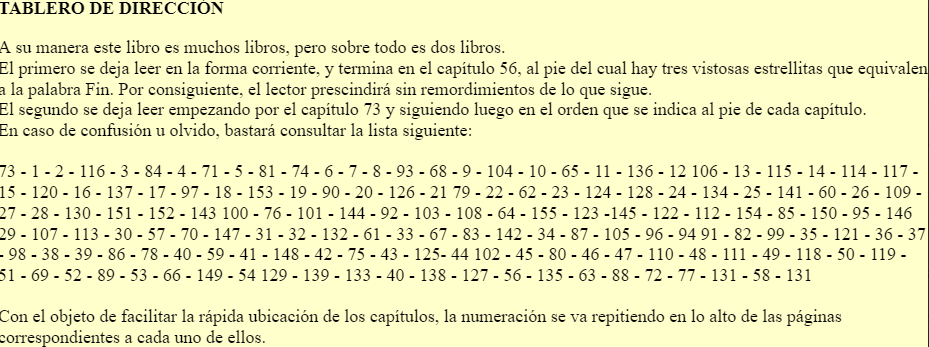 TABLERO DE DIRECCIÓN
A su manera este libro es muchos libros, pero sobre todo es dos libros.
El primero se deja leer en la forma corriente, y termina en el capítulo 56, al pie del cual hay tres vistosas estrellitas que equivalen
a la palabra Fin. Por consiguiente, el lector prescindirá sin remordimientos de lo que sigue.
El segundo se deja leer empezando por el capítulo 73 y siguiendo luego en el orden que se indica al pie de cada capítulo.
En caso de confusión u olvido, bastará consultar la lista siguiente:
73 - 1 - 2 - 116 - 3 - 84 - 4 - 71 - 5 - 81 - 74 - 6 - 7 - 8 - 93 - 68 - 9 - 104 - 10 - 65 - 11 - 136 - 12 106 - 13 - 115 - 14 - 114 - 117 -
15 - 120 - 16 - 137 - 17 - 97 - 18 - 153 - 19 - 90 - 20 - 126 - 21 79 - 22 - 62 - 23 - 124 - 128 - 24 - 134 - 25 - 141 - 60 - 26 - 109 -
27 - 28 - 130 - 151 - 152 - 143 100 - 76 - 101 - 144 - 92 - 103 - 108 - 64 - 155 - 123 -145 - 122 - 112 - 154 - 85 - 150 - 95 - 146
29 - 107 - 113 - 30 - 57 - 70 - 147 - 31 - 32 - 132 - 61 - 33 - 67 - 83 - 142 - 34 - 87 - 105 - 96 - 94 91 - 82 - 99 - 35 - 121 - 36 - 37
- 98 - 38 - 39 - 86 - 78 - 40 - 59 - 41 - 148 - 42 - 75 - 43 - 125- 44 102 - 45 - 80 - 46 - 47 - 110 - 48 - 111 - 49 - 118 - 50 - 119 -
51 - 69 - 52 - 89 - 53 - 66 - 149 - 54 129 - 139 - 133 - 40 - 138 - 127 - 56 - 135 - 63 - 88 - 72 - 77 - 131 - 58 - 131
Con el objeto de facilitar la rápida ubicación de los capítulos, la numeración se va repitiendo en lo alto de las páginas
correspondientes a cada uno de ellos.